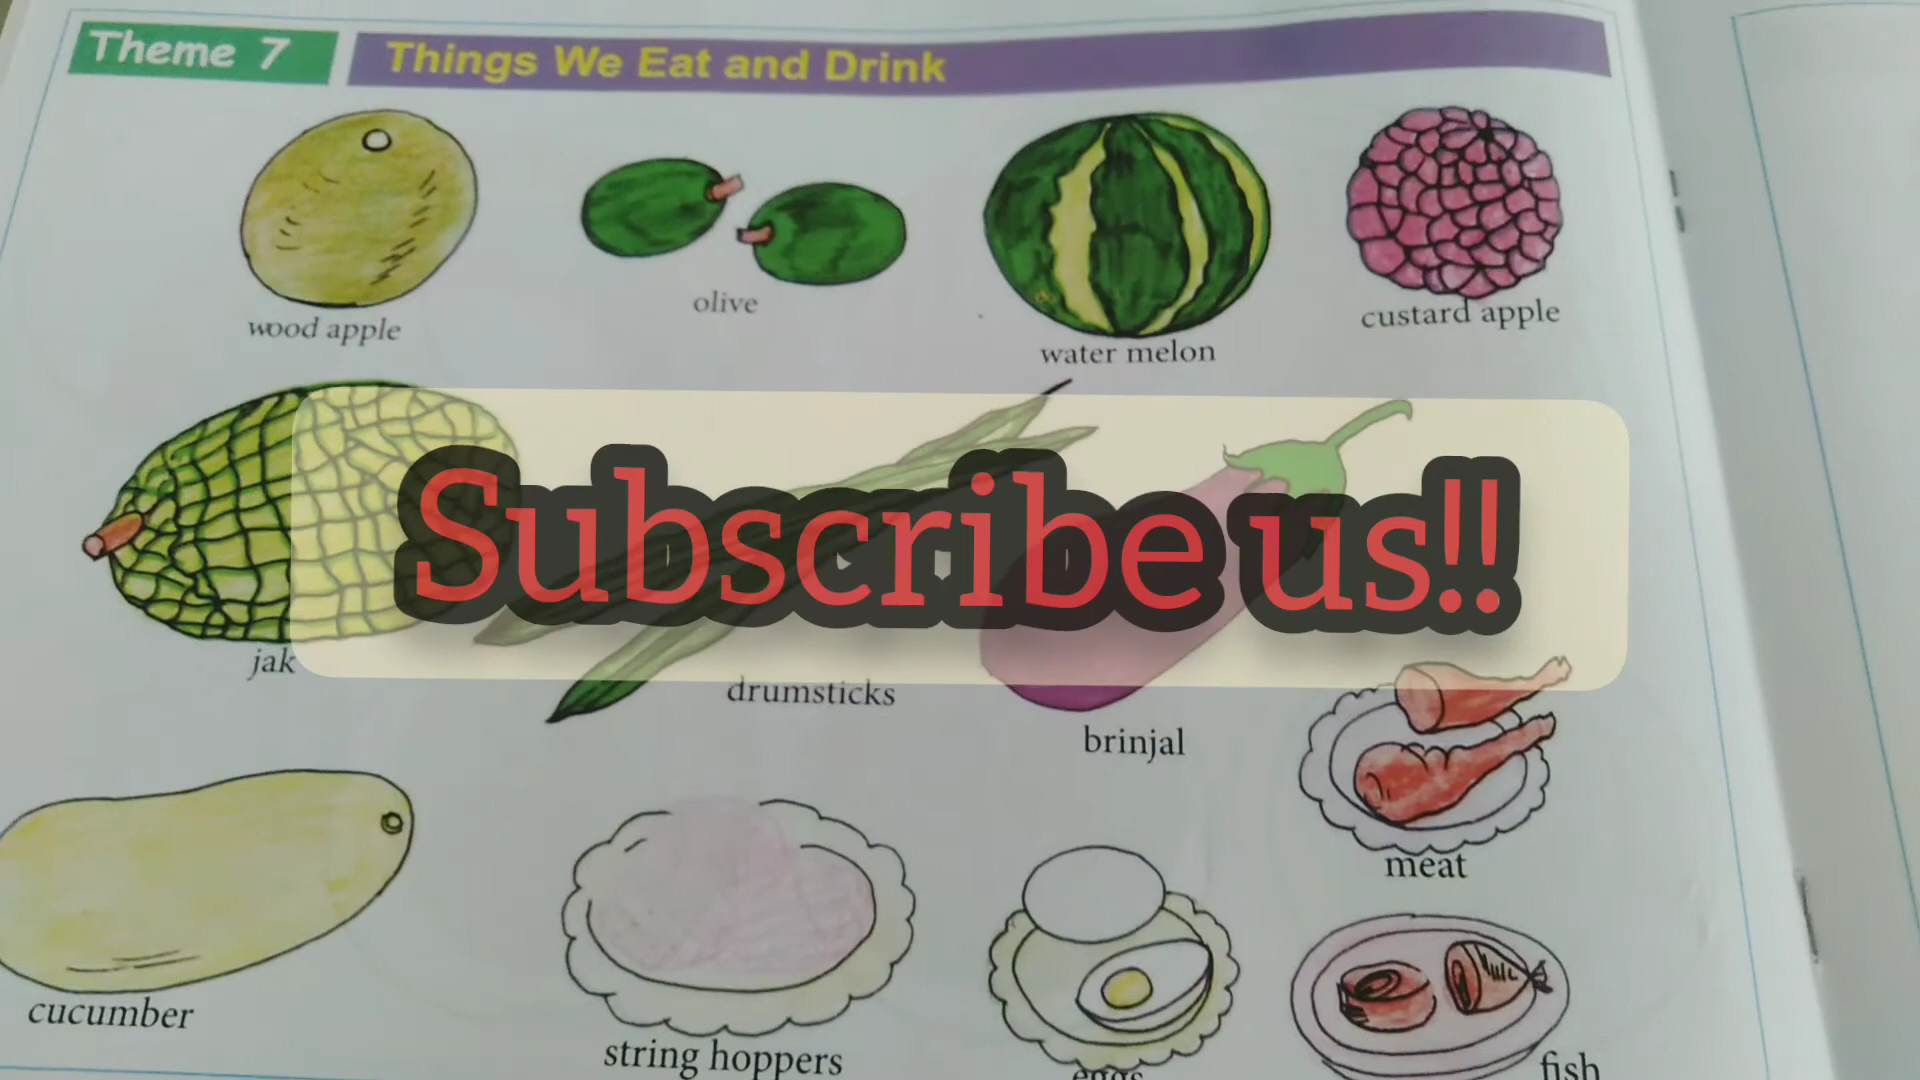 Theme 7
Things We Eat and Drink
wood apple
olive
water melon
custard apple
Subscribe us!!
jak
drumsticks
brinjal
meat
cucumber
string hoppers
eggs
fish